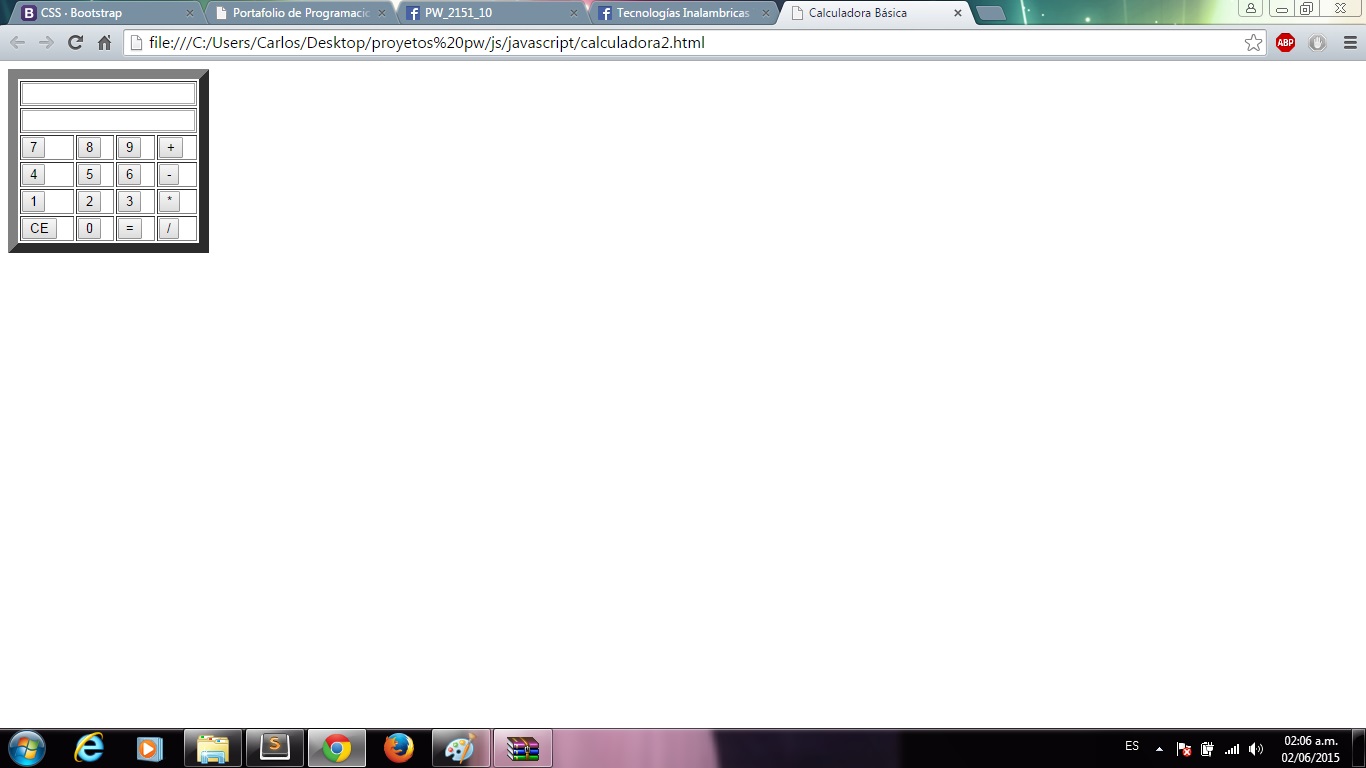 CSS · Bootstrap
Portafolio de Programacio
PW_2151_10
Tecnologías Inalambricas
Calculadora Básica
file:///C:/Users/Carlos/Desktop/proyetos%20pw/js/javascript/calculadora2.html
ABP
7 8 9 +
4 5 6 -
1 2 3 *
CE 0 = /
ES
02:06 a.m.
02/06/2015